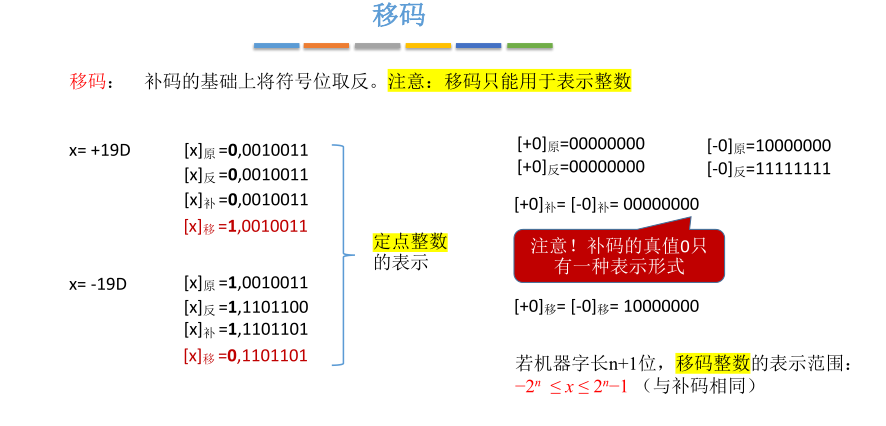 移码
移码： 补码的基础上将符号位取反。注意：移码只能用于表示整数
x= +19D
[x]原 =0,0010011
[x]反 =0,0010011
[x]补 =0,0010011
[x]移 =1,0010011
x= -19D
[x]原 =1,0010011
[x]反 =1,1101100
[x]补 =1,1101101
[x]移 =0,1101101
定点整数
的表示
[+0]原=00000000 [-0]原=10000000
[+0]反=00000000 [-0]反=11111111
[+0]补= [-0]补= 00000000
注意！补码的真值0只
有一种表示形式
[+0]移= [-0]移= 10000000
若机器字长n+1位，移码整数的表示范围：
−2ⁿ ≤ x ≤ 2ⁿ−1 （与补码相同）